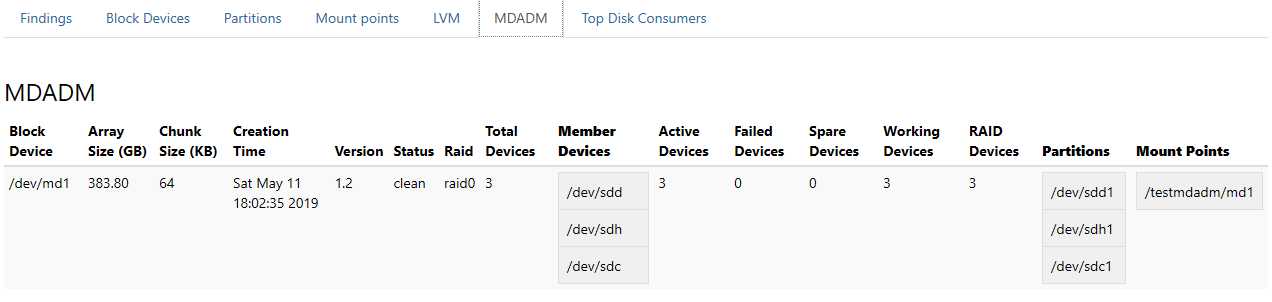 Findings Block Devices Partitions Mount points LVM MDADM Top Disk Consumers
MDADM
Block Device Array Size (GB) Chunk Size (KB) Creation Time Version Status Raid Total Devices Member Devices Active Devices Failed Devices Spare Devices Working Devices RAID Devices Partitions Mount Points
/dev/md1 383.80 64 Sat May 11 18:02:35 2019 1.2 clean raid0 3 /dev/sdd 3 0 0 3 3 /dev/sdd1 /testmdadm/md1
/dev/sdh /dev/sdh1
/dev/sdc /dev/sdc1